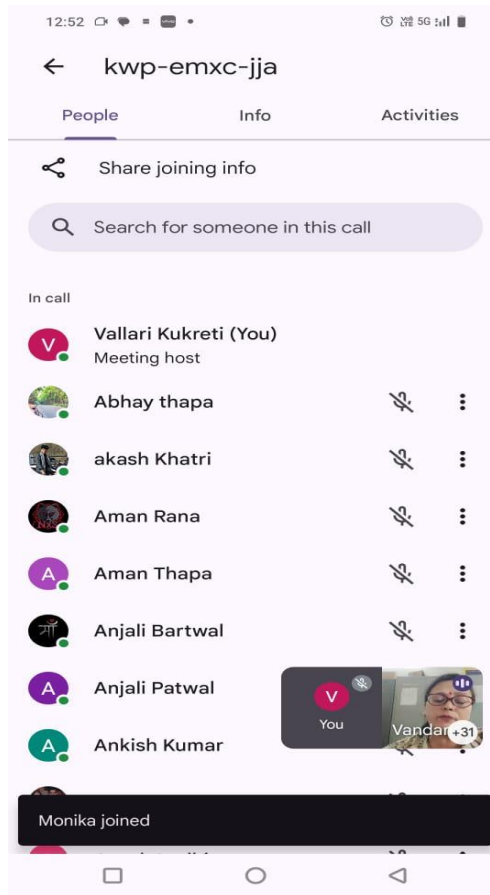 12:52
5G
kwp-emxc-jja
People
Info
Activities
Share joining info
Search for someone in this call
In call
V
Vallari Kukreti (You)
Meeting host
Abhay thapa
akash Khatri
Aman Rana
A
Aman Thapa
माँ
Anjali Bartwal
A
Anjali Patwal
A
Ankish Kumar
V
You
Vandan
+31
Monika joined